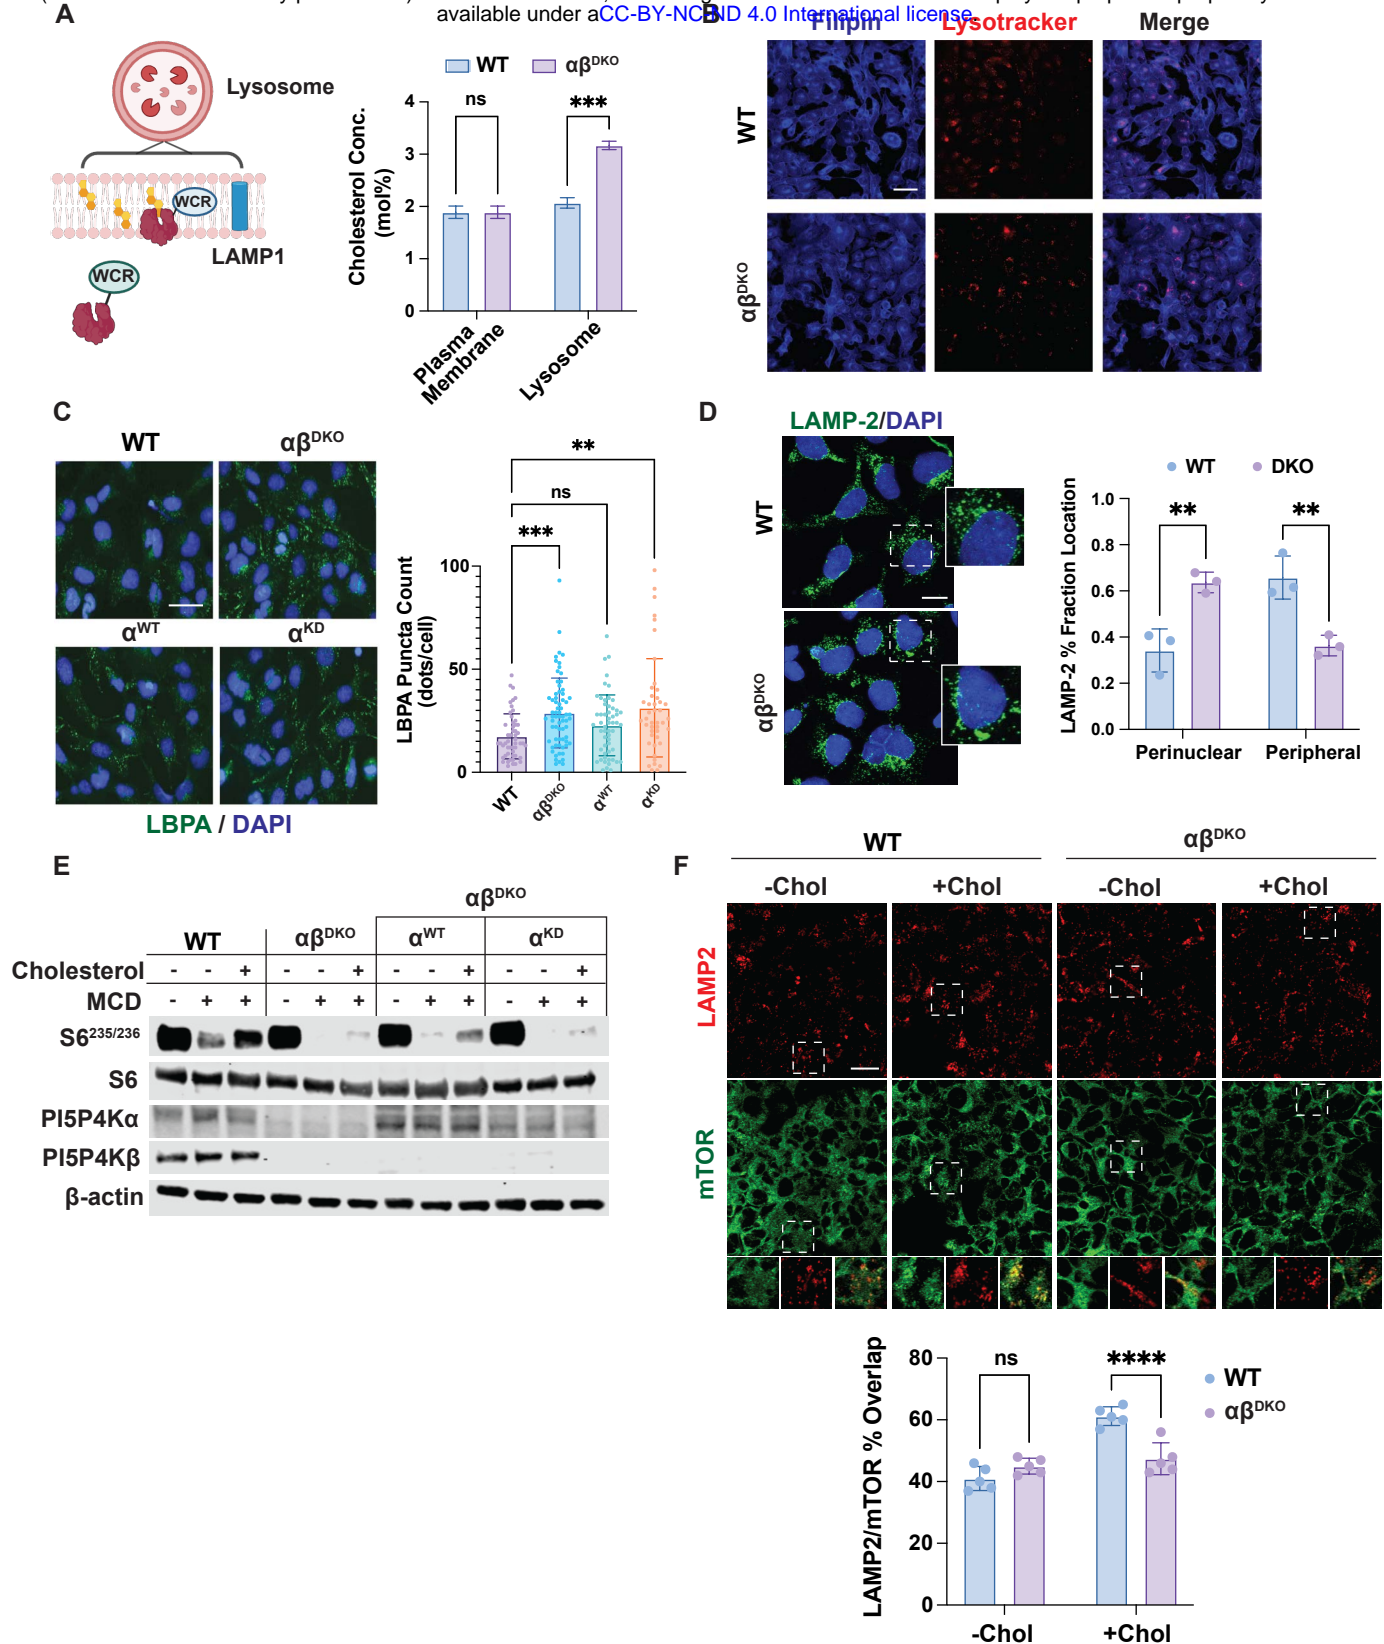 available under aCC-BY-NC-ND 4.0 International license.
A
Lysosome
WCR
LAMP1
WCR
WT
αβDKO
Cholesterol Conc.
(mol%)
4
3
2
1
0
ns
***
Plasma
Membrane
Lysosome
B
Filipin
Lysotracker
Merge
WT
αβDKO
C
WT
αβDKO
αWT
αKD
LBPA / DAPI
LBPA Puncta Count
(dots/cell)
100
50
0
**
ns
***
WT
αβDKO
αWT
αKD
D
LAMP-2/DAPI
WT
αβDKO
WT
DKO
LAMP-2 % Fraction Location
1.0
0.8
0.6
0.4
0.2
0.0
**
**
Perinuclear
Peripheral
E
αβDKO
WT
αβDKO
αWT
αKD
Cholesterol - - + - - + - - + - - +
MCD - + + - + + - + + - + +
S6235/236
S6
PI5P4Kα
PI5P4Kβ
β-actin
F
WT
αβDKO
-Chol
+Chol
-Chol
+Chol
LAMP2
mTOR
LAMP2/mTOR % Overlap
80
60
40
20
0
ns
****
WT
αβDKO
-Chol
+Chol